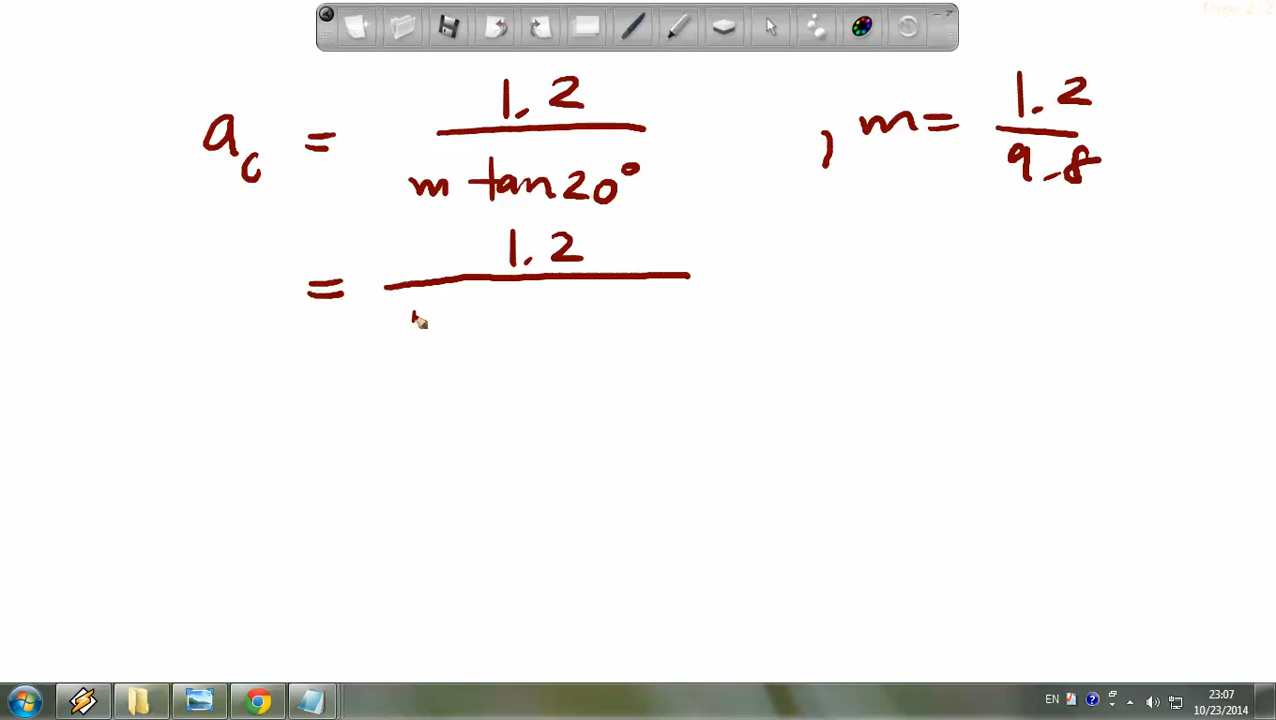 a_c = 1.2 / m tan20° , m = 1.2 / 9.8
= 1.2 /
EN
23:07
10/23/2014